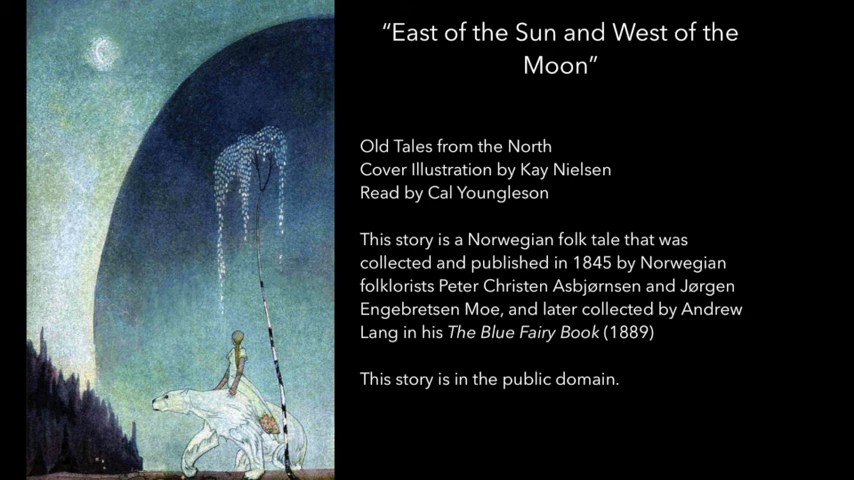 “East of the Sun and West of the
Moon”
Old Tales from the North
Cover Illustration by Kay Nielsen
Read by Cal Youngleson
This story is a Norwegian folk tale that was
collected and published in 1845 by Norwegian
folklorists Peter Christen Asbjørnsen and Jørgen
Engebretsen Moe, and later collected by Andrew
Lang in his The Blue Fairy Book (1889)
This story is in the public domain.